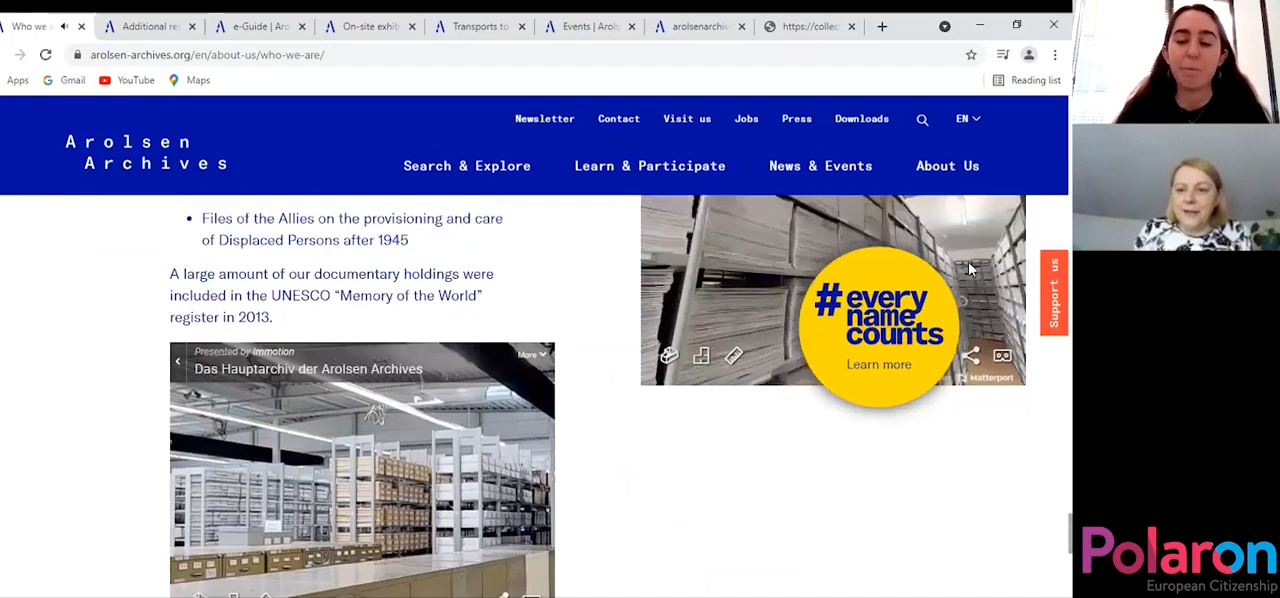 Who w
Additional re
e-Guide | Aro
On-site exhib
Transports to
Events | Arols
arolsenarchiv
https://collec
arolsen-archives.org/en/about-us/who-we-are/
Apps
Gmail
YouTube
Maps
Reading list
Newsletter
Contact
Visit us
Jobs
Press
Downloads
EN
Arolsen
Archives
Search & Explore
Learn & Participate
News & Events
About Us
• Files of the Allies on the provisioning and care
of Displaced Persons after 1945
A large amount of our documentary holdings were
included in the UNESCO “Memory of the World”
register in 2013.
Presented by Immotion
More
Das Hauptarchiv der Arolsen Archives
#every
name
counts
Learn more
Matterport
Support us
Polaron
European Citizenship